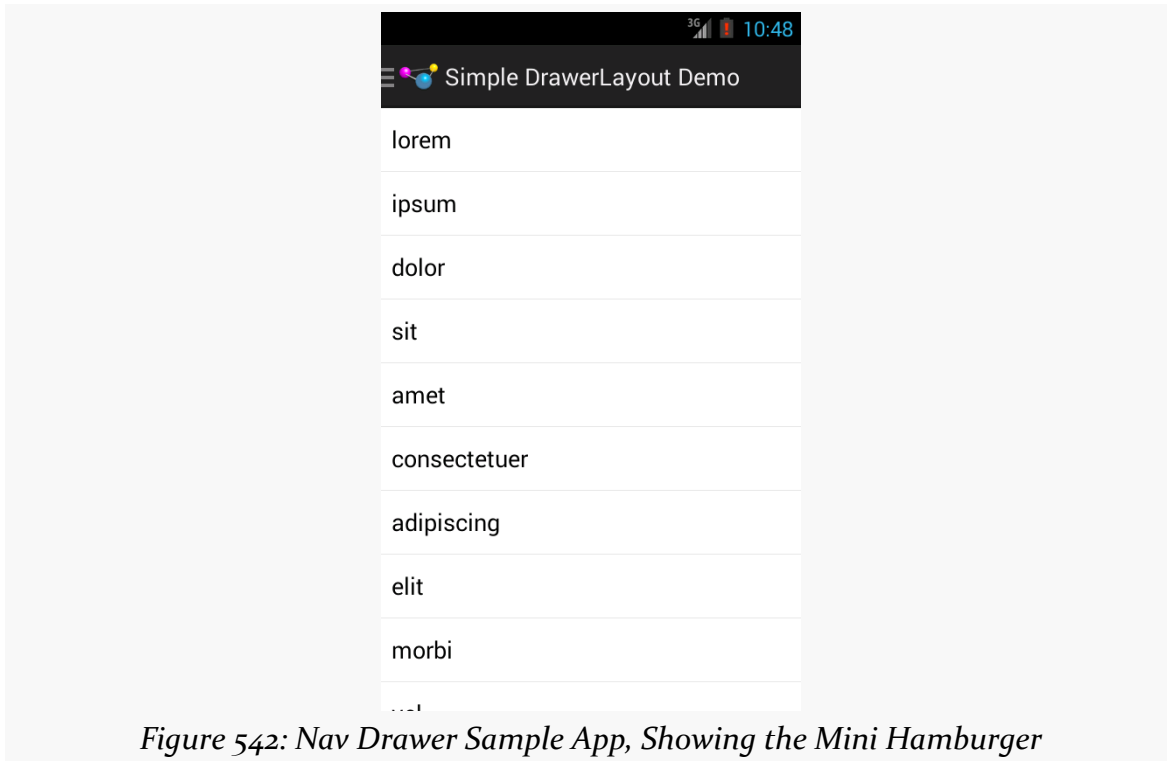 3G 10:48
Simple DrawerLayout Demo
lorem
ipsum
dolor
sit
amet
consectetuer
adipiscing
elit
morbi
Figure 542: Nav Drawer Sample App, Showing the Mini Hamburger